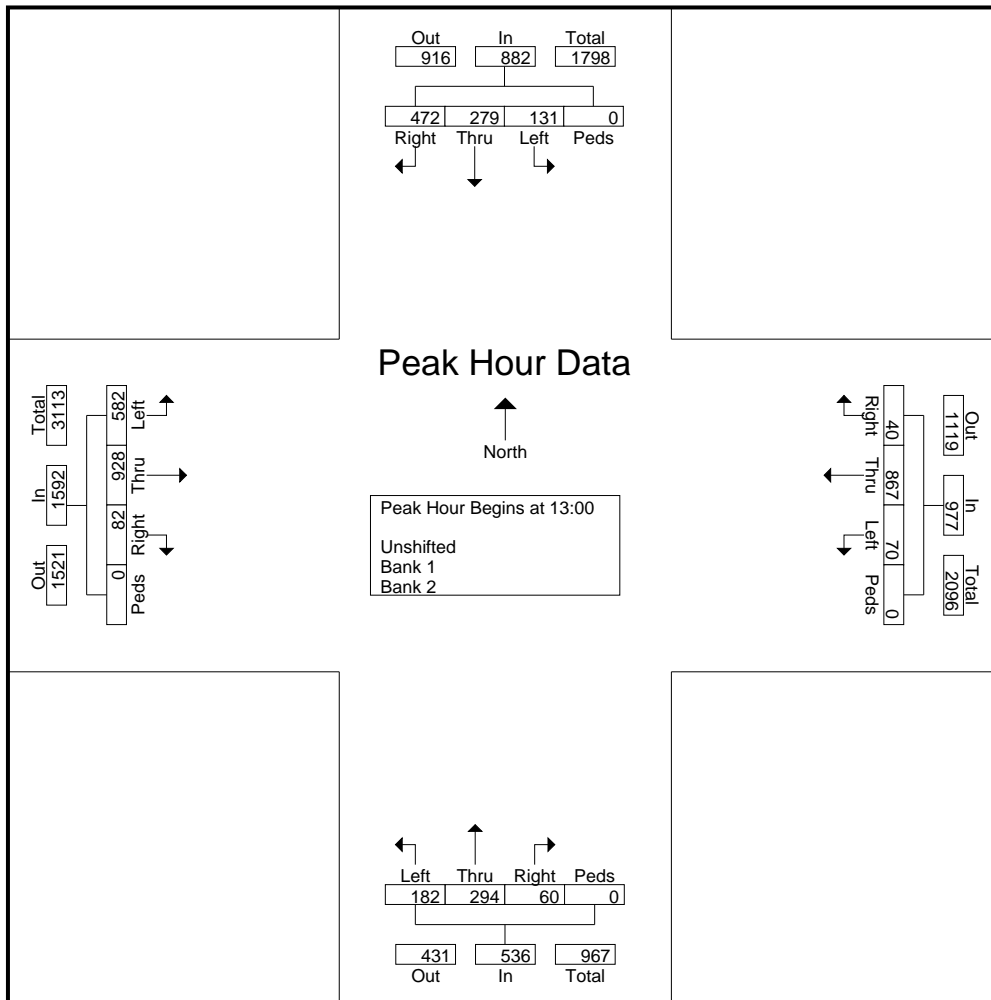 Out In Total
916 882 1798
472 279 131 0
Right Thru Left Peds
Peak Hour Data
North
Peak Hour Begins at 13:00
Unshifted
Bank 1
Bank 2
Total In Out
3113 1592 1521
582 928 82 0
Left Thru Right Peds
Out In Total
1119 977 2096
40 867 70 0
Right Thru Left Peds
Left Thru Right Peds
182 294 60 0
431 536 967
Out In Total